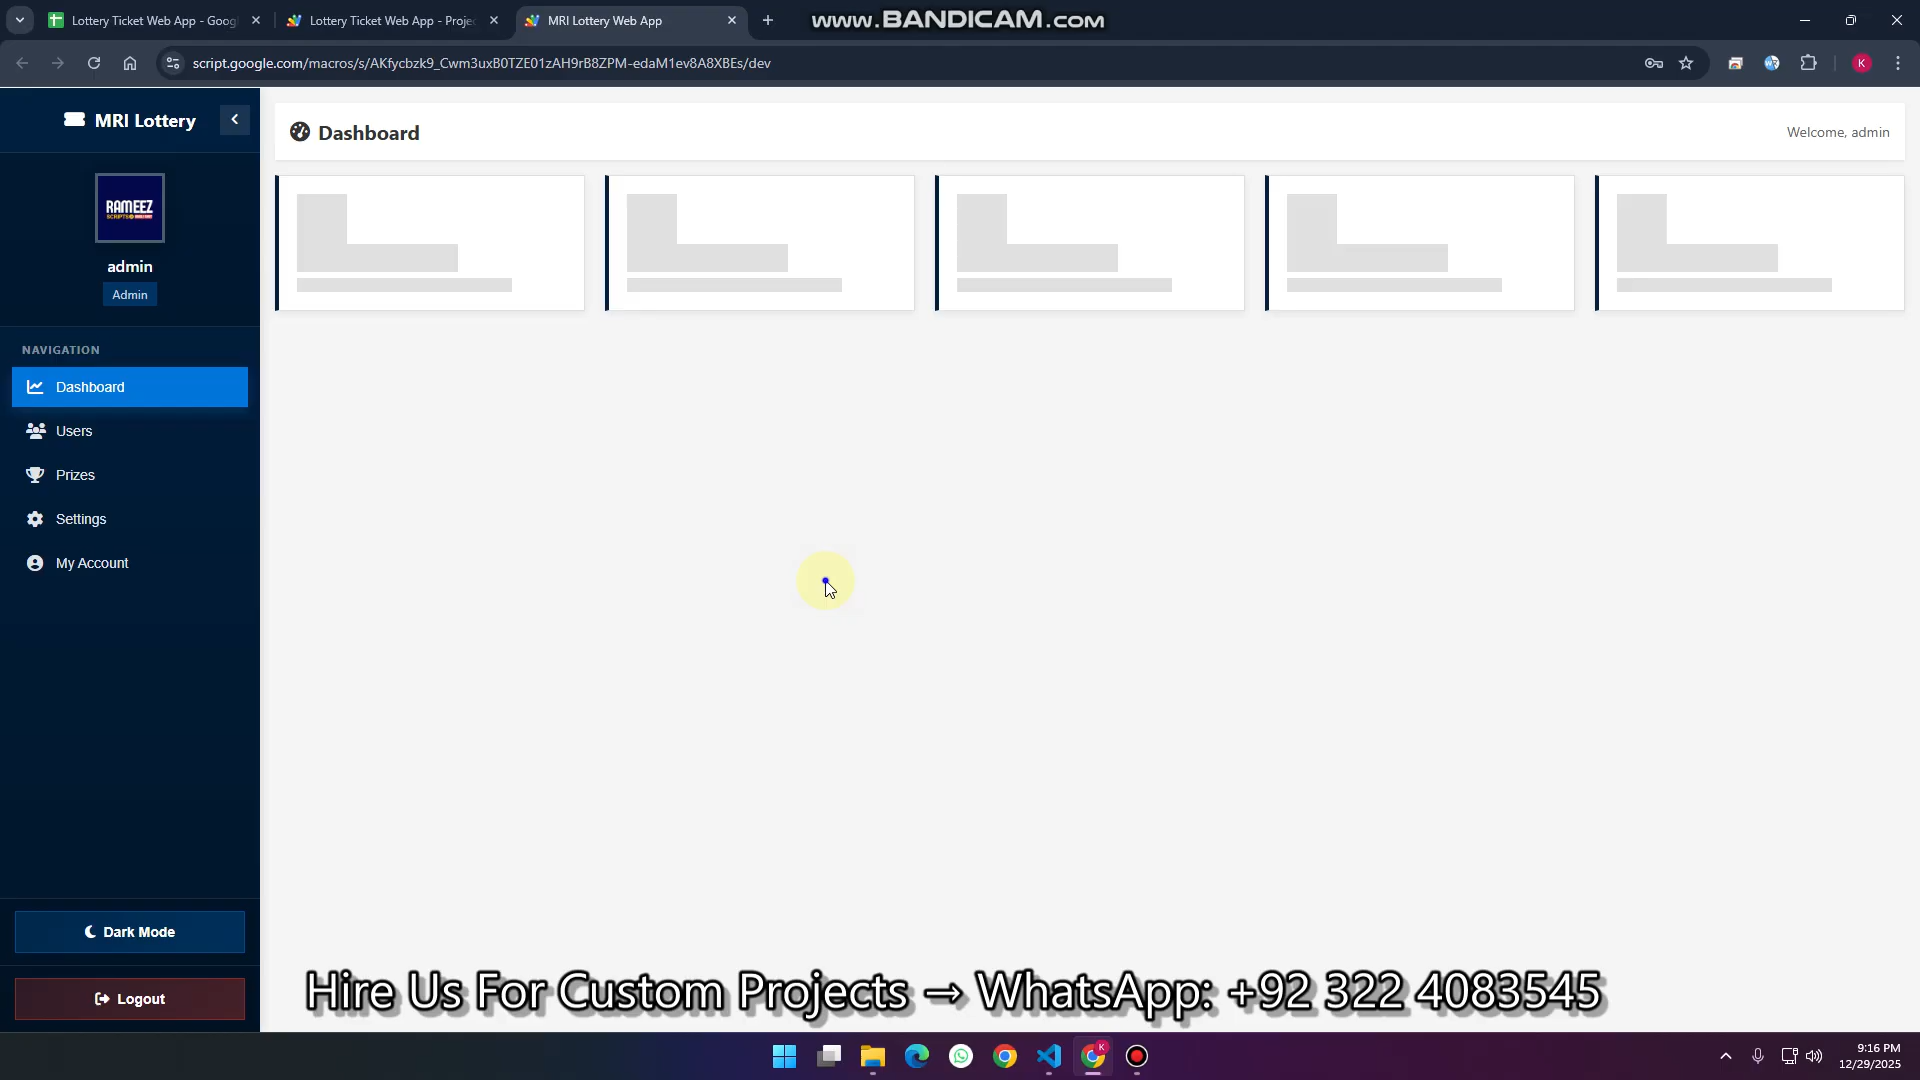 Lottery Ticket Web App - Goog
Lottery Ticket Web App - Projec
MRI Lottery Web App
www.BANDICAM.com
script.google.com/macros/s/AKfycbzk9_Cwm3uxB0TZE01zAH9rB8ZPM-edaM1ev8A8XBEs/dev
K
MRI Lottery
Dashboard
Welcome, admin
RAMEEZ
SCRIPTS
admin
Admin
NAVIGATION
Dashboard
Users
Prizes
Settings
My Account
Dark Mode
Logout
Hire Us For Custom Projects → WhatsApp: +92 322 4083545
K
9:16 PM
12/29/2025